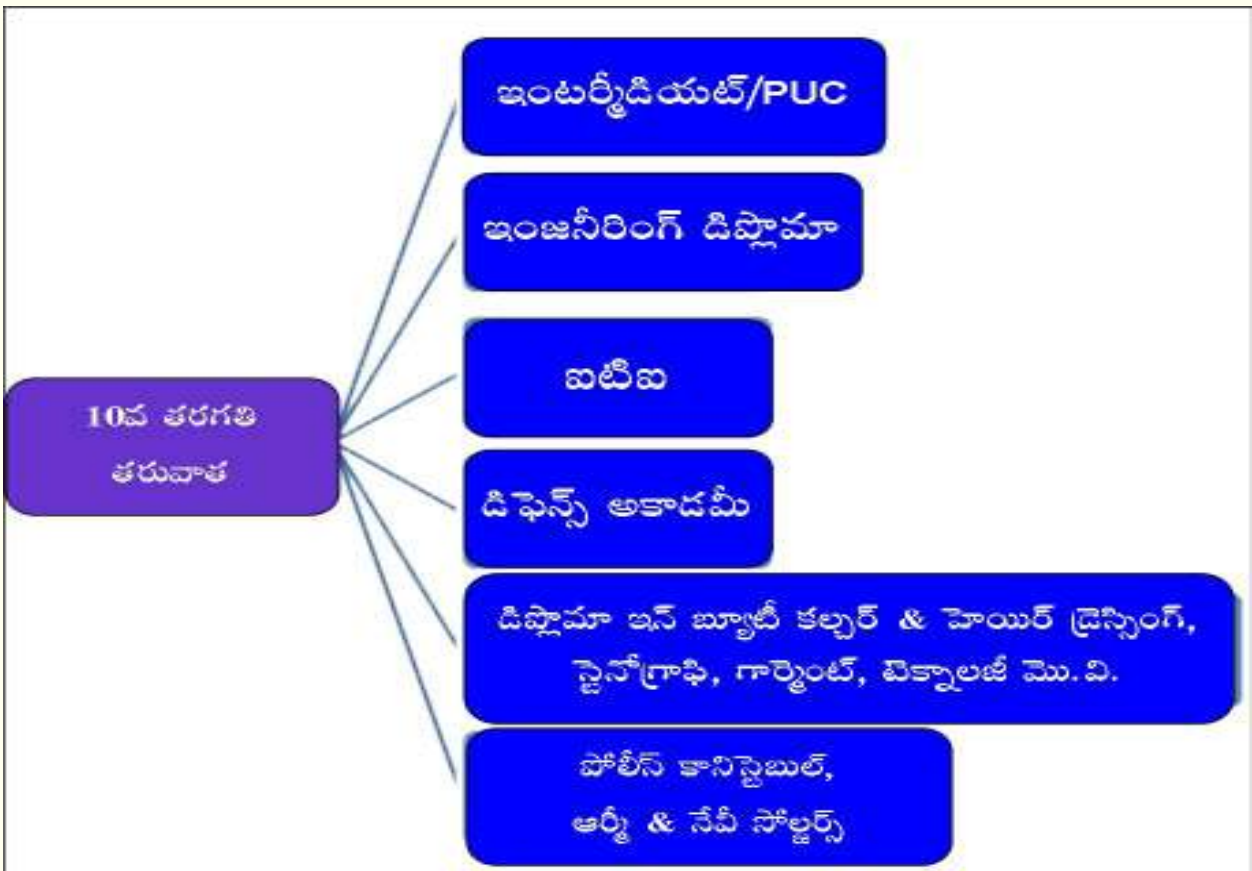 ఇంటర్మీడియట్/PUC
ఇంజనీరింగ్ డిప్లొమా
ఐటిఐ
10వ తరగతి
తరువాత
డిఫెన్స్ అకాడమీ
డిప్లొమా ఇన్ బ్యూటీ కల్చర్ & హెయిర్ డ్రెస్సింగ్,
స్టెనోగ్రాఫి, గార్మెంట్, టెక్నాలజీ మొ.వి.
పోలీస్ కానిస్టెబుల్,
ఆర్మీ & నేవీ సోల్జర్స్